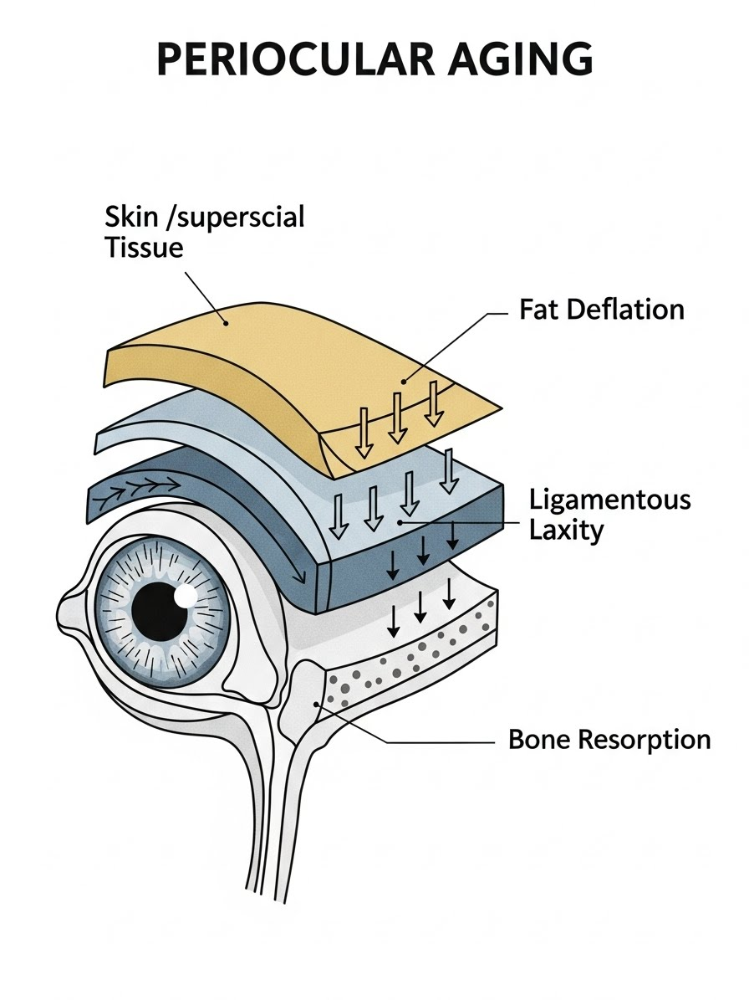 PERIOCULAR AGING
Skin /superscial
Tissue
Fat Deflation
Ligamentous
Laxity
Bone Resorption